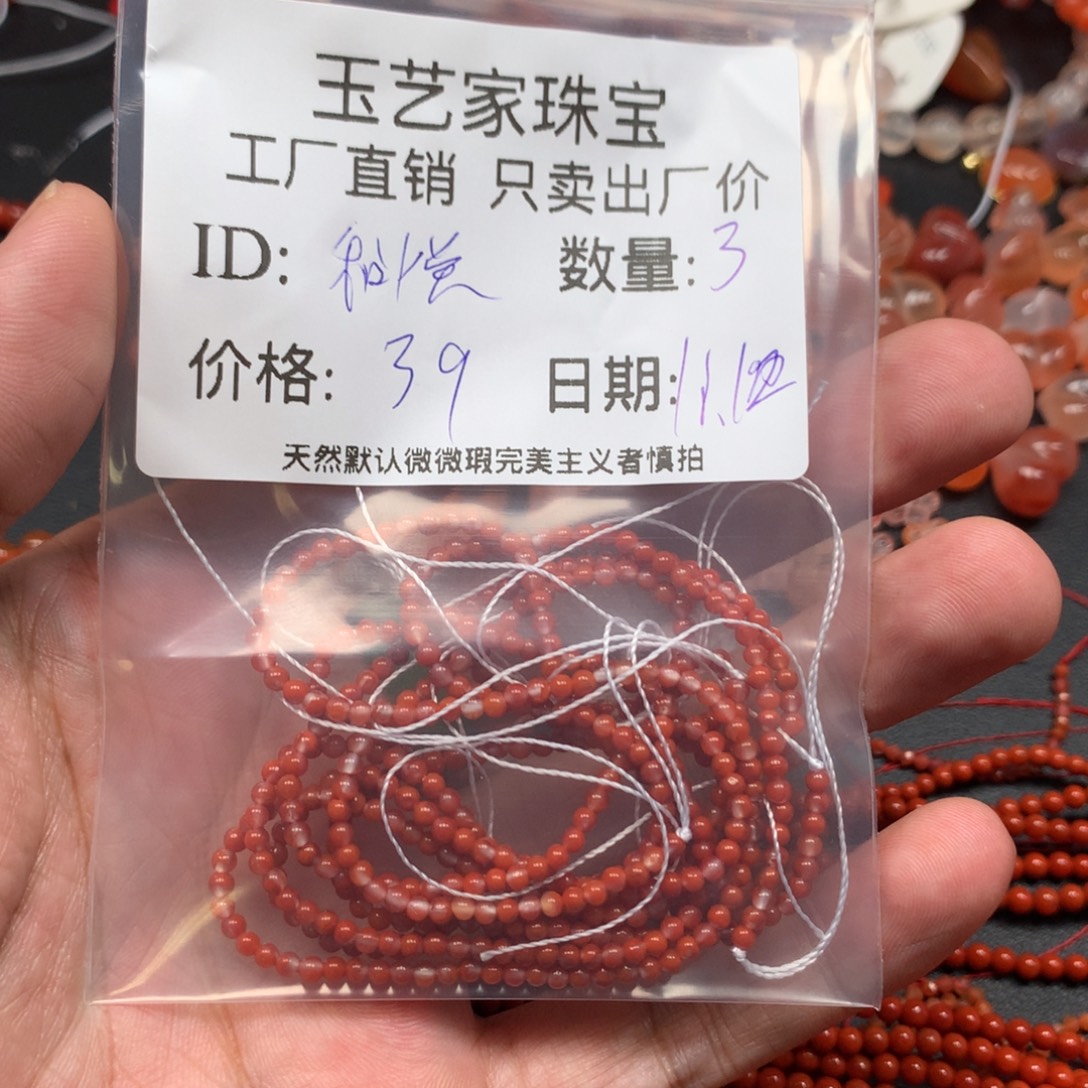 玉艺家珠宝
工厂直销 只卖出厂价
ID: 数量:3
价格: 39 日期:
天然默认微微瑕完美主义者慎拍